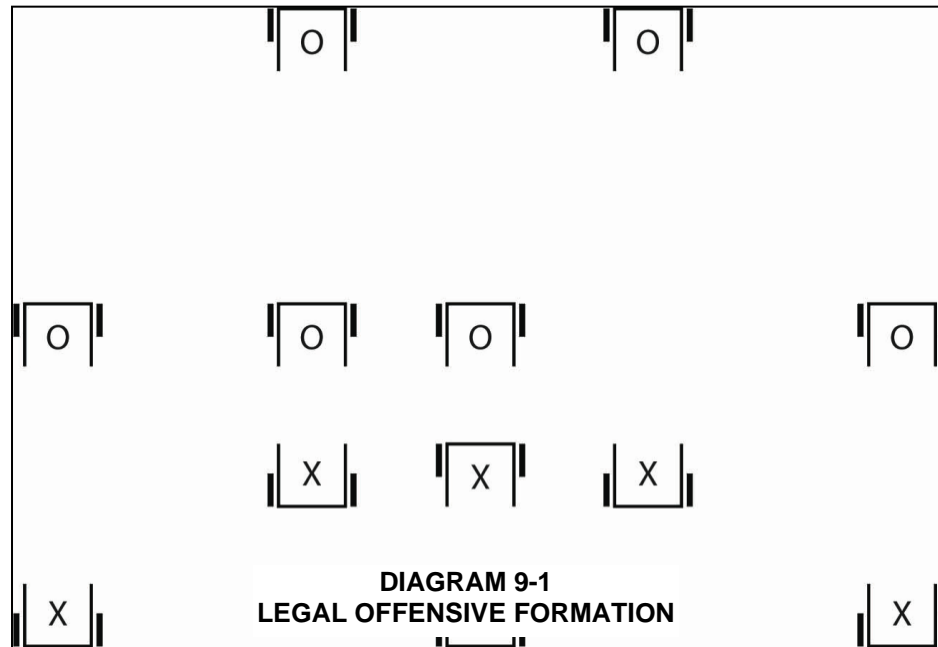 O O
O O O O
X X X
DIAGRAM 9-1
LEGAL OFFENSIVE FORMATION
X X